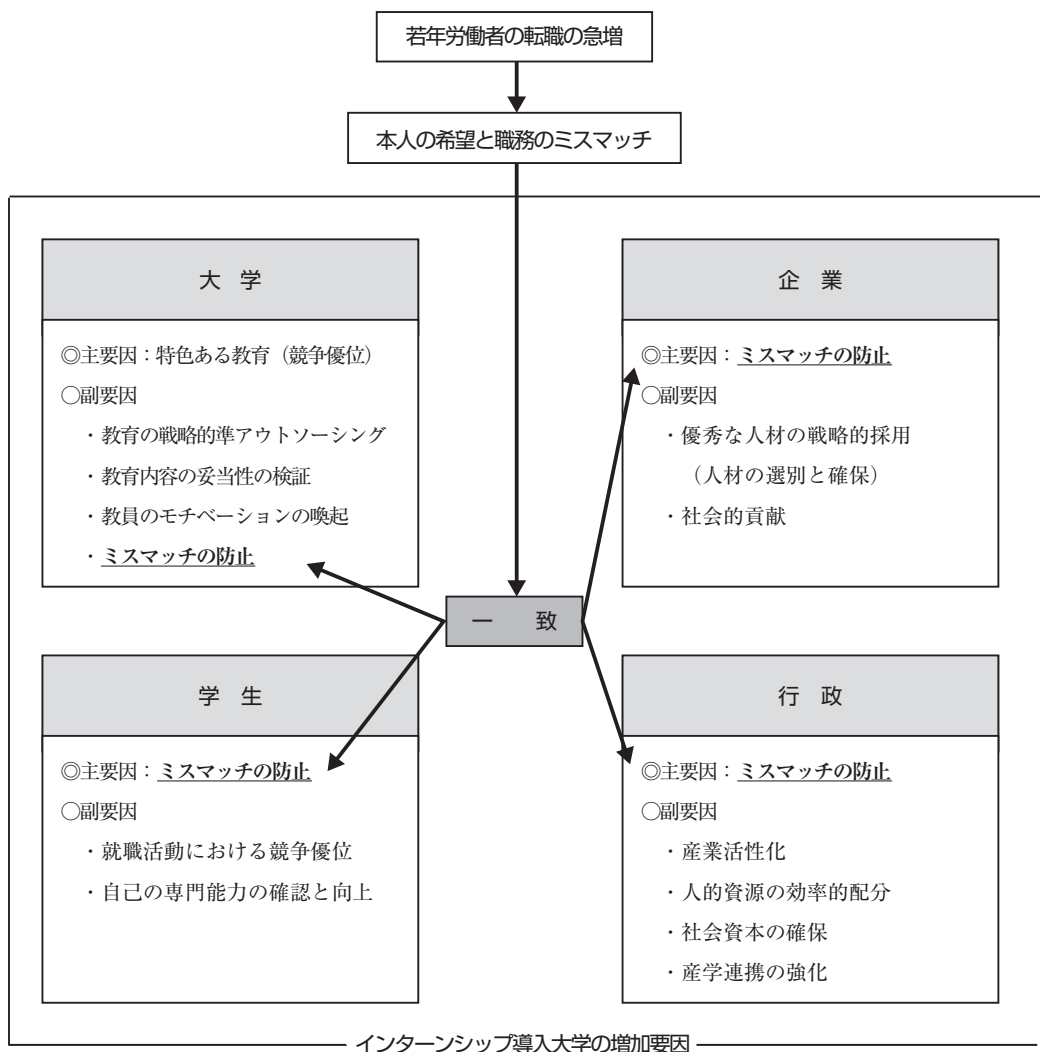 若年労働者の転職の急増
本人の希望と職務のミスマッチ
大 学
◎主要因：特色ある教育（競争優位）
○副要因
・教育の戦略的準アウトソーシング
・教育内容の妥当性の検証
・教員のモチベーションの喚起
・ミスマッチの防止
企 業
◎主要因：ミスマッチの防止
○副要因
・優秀な人材の戦略的採用
（人材の選別と確保）
・社会的貢献
一 致
学 生
◎主要因：ミスマッチの防止
○副要因
・就職活動における競争優位
・自己の専門能力の確認と向上
行 政
◎主要因：ミスマッチの防止
○副要因
・産業活性化
・人的資源の効率的配分
・社会資本の確保
・産学連携の強化
インターンシップ導入大学の増加要因